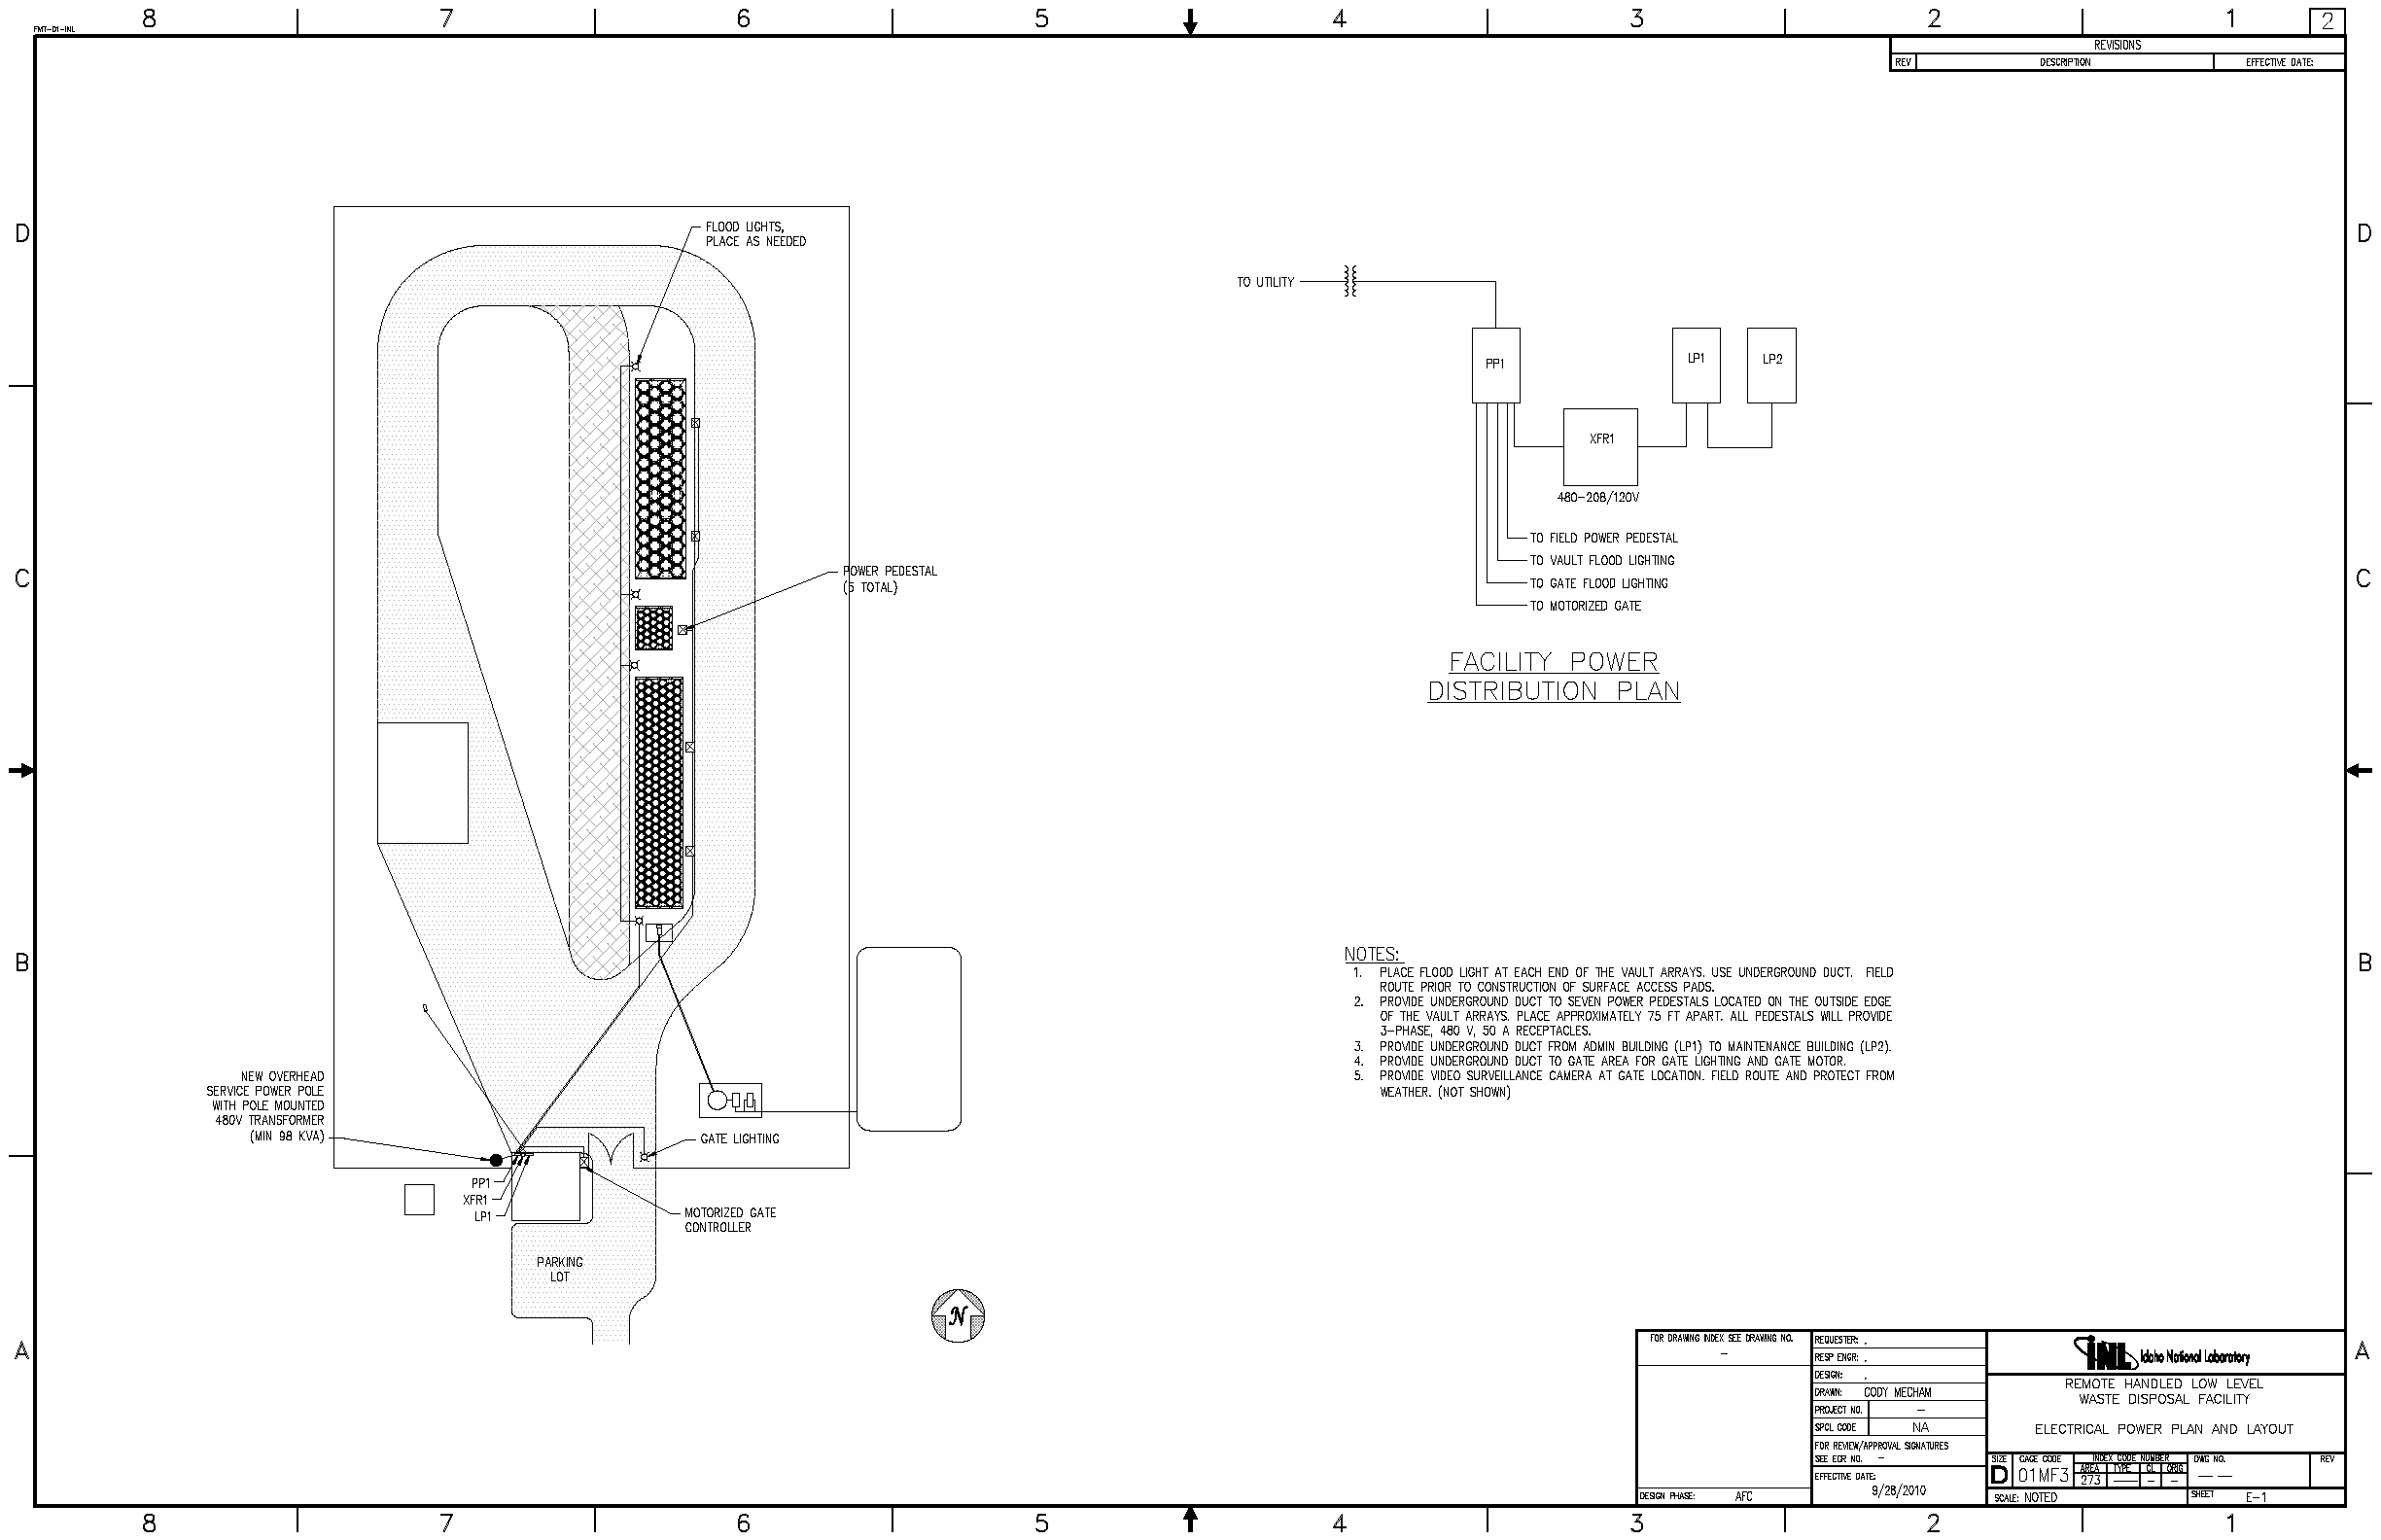 8 7 6 5 4 3 2 1 2
FMT-D1-INL
REVISIONS
REV DESCRIPTION EFFECTIVE DATE:
D
D
FLOOD LIGHTS,
PLACE AS NEEDED
TO UTILITY
PP1
LP1
LP2
XFR1
480-208/120V
TO FIELD POWER PEDESTAL
TO VAULT FLOOD LIGHTING
TO GATE FLOOD LIGHTING
TO MOTORIZED GATE
C
C
POWER PEDESTAL
(5 TOTAL)
FACILITY POWER
DISTRIBUTION PLAN
B
B
NOTES:
1. PLACE FLOOD LIGHT AT EACH END OF THE VAULT ARRAYS. USE UNDERGROUND DUCT. FIELD
ROUTE PRIOR TO CONSTRUCTION OF SURFACE ACCESS PADS.
2. PROVIDE UNDERGROUND DUCT TO SEVEN POWER PEDESTALS LOCATED ON THE OUTSIDE EDGE
OF THE VAULT ARRAYS. PLACE APPROXIMATELY 75 FT APART. ALL PEDESTALS WILL PROVIDE
3-PHASE, 480 V, 50 A RECEPTACLES.
3. PROVIDE UNDERGROUND DUCT FROM ADMIN BUILDING (LP1) TO MAINTENANCE BUILDING (LP2).
4. PROVIDE UNDERGROUND DUCT TO GATE AREA FOR GATE LIGHTING AND GATE MOTOR.
5. PROVIDE VIDEO SURVEILLANCE CAMERA AT GATE LOCATION. FIELD ROUTE AND PROTECT FROM
WEATHER. (NOT SHOWN)
NEW OVERHEAD
SERVICE POWER POLE
WITH POLE MOUNTED
480V TRANSFORMER
(MIN 98 KVA)
GATE LIGHTING
PP1
XFR1
LP1
MOTORIZED GATE
CONTROLLER
PARKING
LOT
N
A
A
FOR DRAWING INDEX SEE DRAWING NO.
-
DESIGN PHASE: AFC
REQUESTER: ,
RESP ENGR: ,
DESIGN: ,
DRAWN: CODY MECHAM
PROJECT NO. -
SPCL CODE NA
FOR REVIEW/APPROVAL SIGNATURES
SEE ECR NO. -
EFFECTIVE DATE:
9/28/2010
INL Idaho National Laboratory
REMOTE HANDLED LOW LEVEL
WASTE DISPOSAL FACILITY
ELECTRICAL POWER PLAN AND LAYOUT
SIZE CAGE CODE INDEX CODE NUMBER DWG NO. REV
AREA TYPE CL ORIG
D 01MF3 273 — - - — —
SCALE: NOTED SHEET E-1
8 7 6 5 4 3 2 1